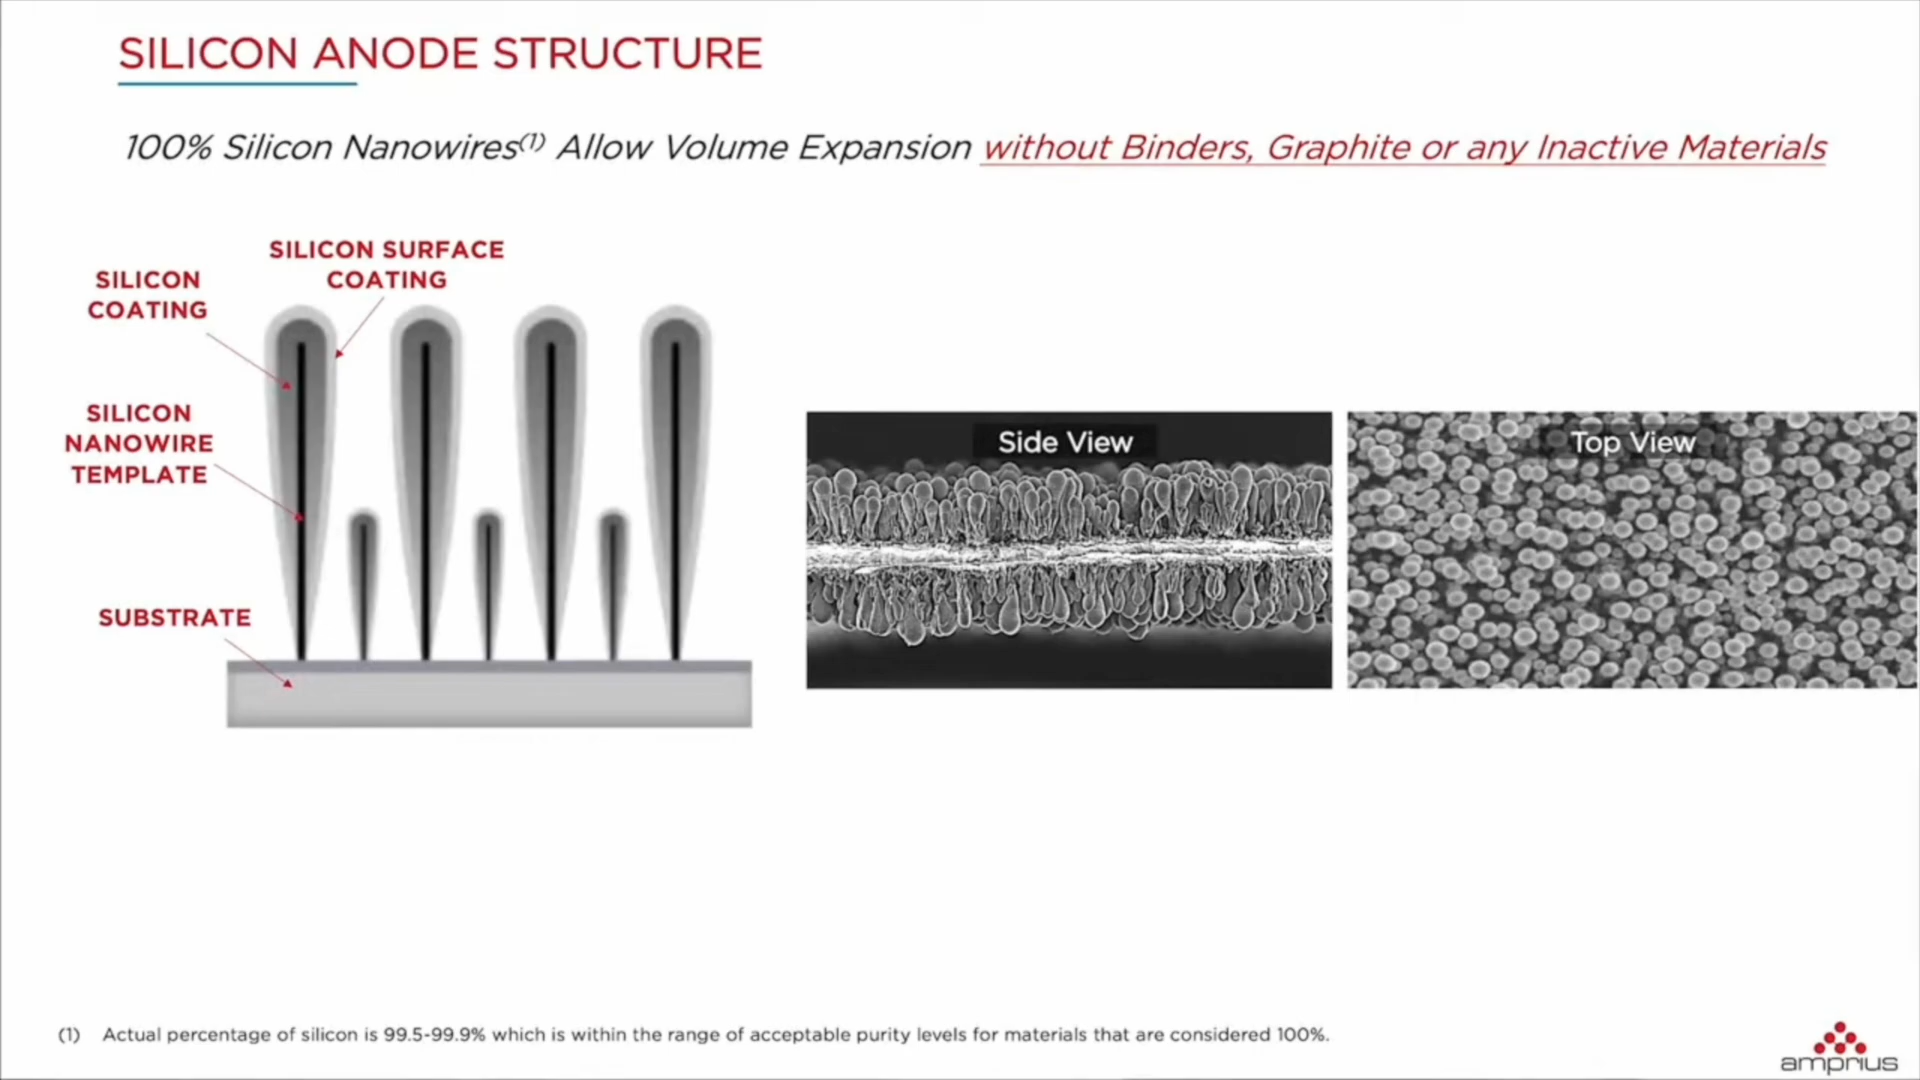 SILICON ANODE STRUCTURE
100% Silicon Nanowires(1) Allow Volume Expansion without Binders, Graphite or any Inactive Materials
SILICON SURFACE
COATING
SILICON
COATING
SILICON
NANOWIRE
TEMPLATE
SUBSTRATE
Side View
Top View
(1) Actual percentage of silicon is 99.5-99.9% which is within the range of acceptable purity levels for materials that are considered 100%.
amprius